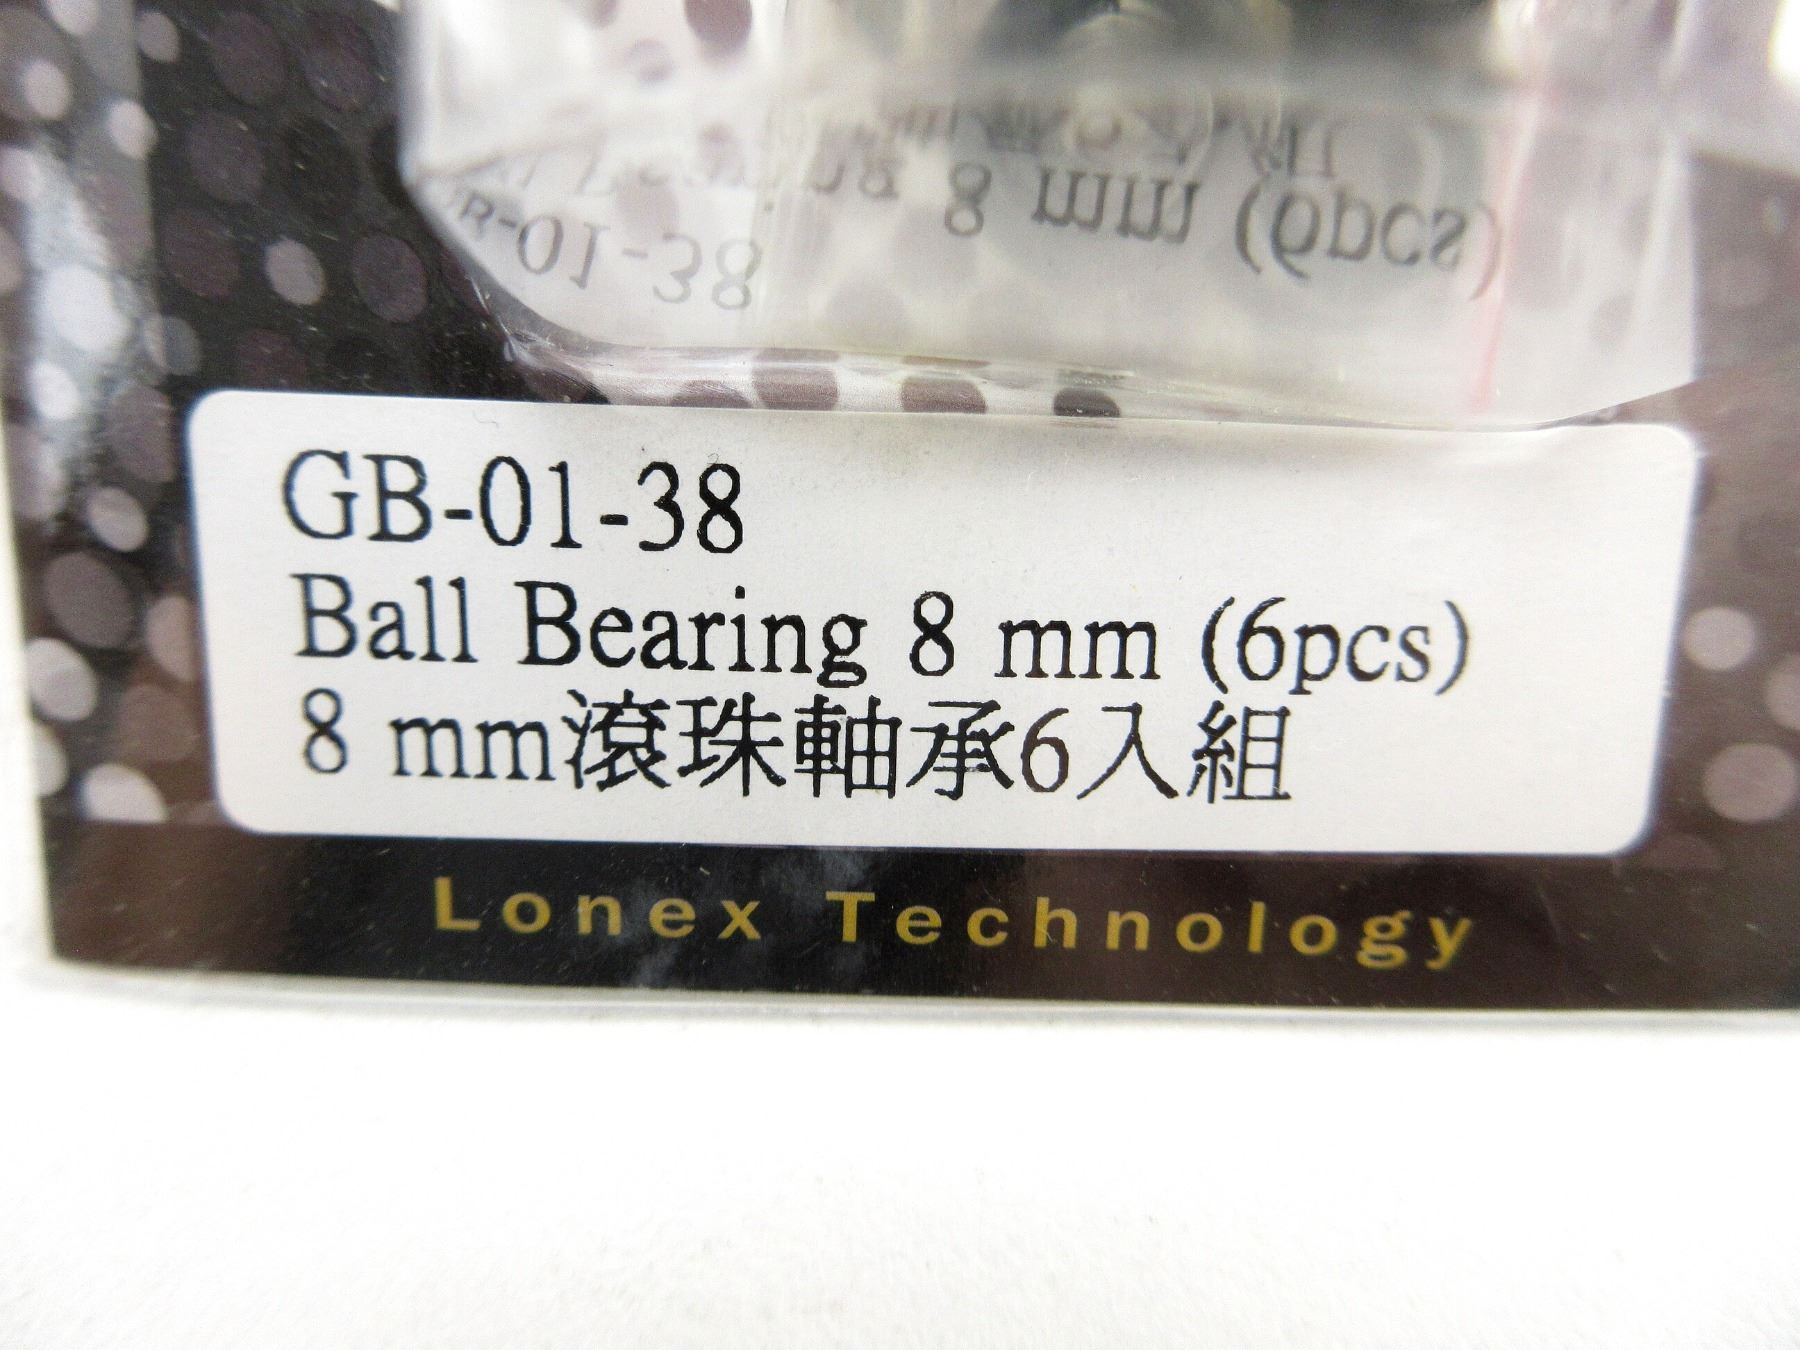 GB-01-38
Ball Bearing 8 mm (6pcs)
8 mm滾珠軸承6入組
Lonex Technology